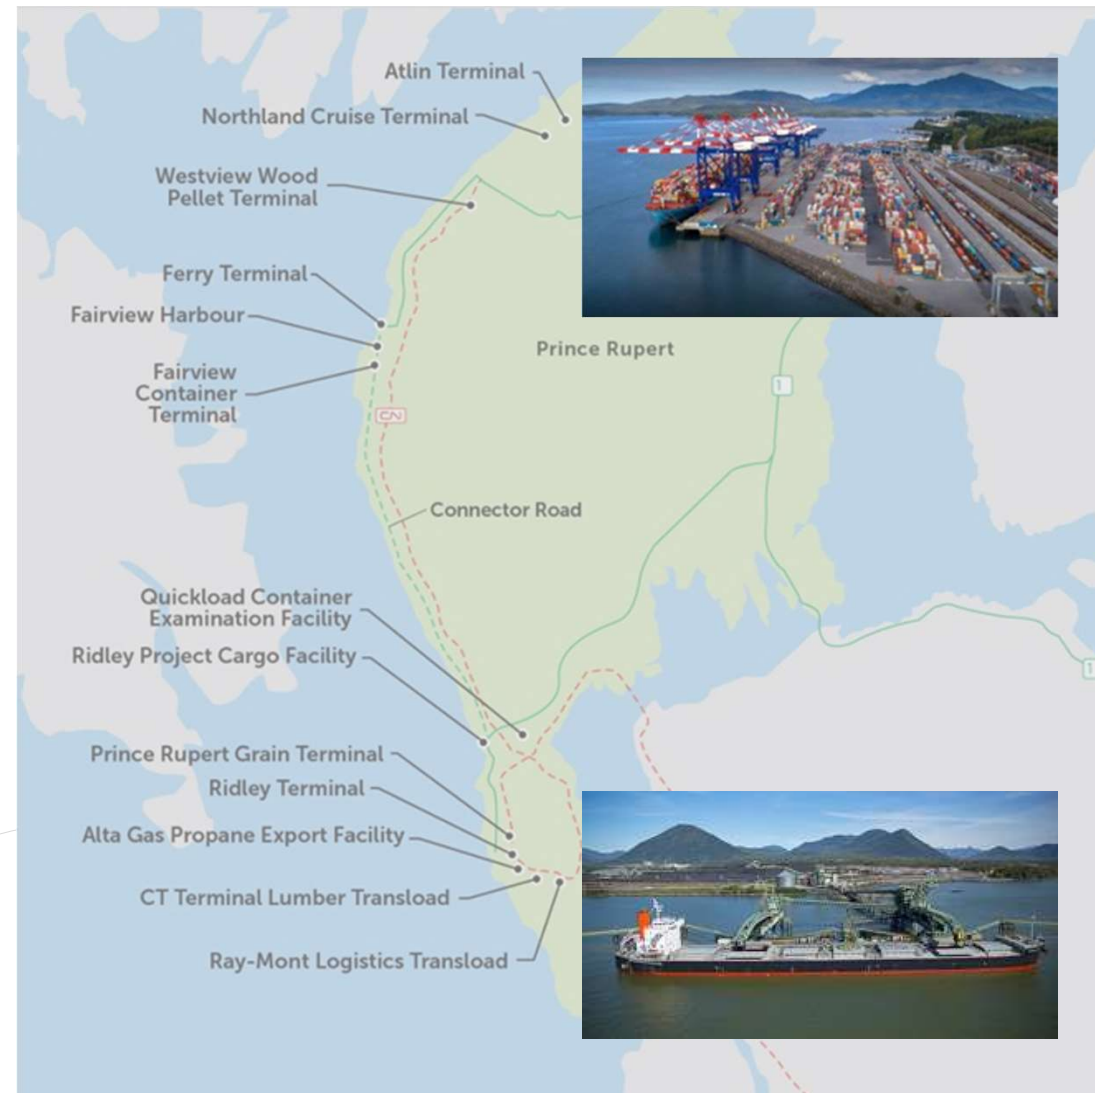 Atlin Terminal
Northland Cruise Terminal
Westview Wood
Pellet Terminal
Ferry Terminal
Fairview Harbour
Prince Rupert
Fairview
Container
Terminal
1
CN
Connector Road
Quickload Container
Examination Facility
Ridley Project Cargo Facility
1
Prince Rupert Grain Terminal
Ridley Terminal
Alta Gas Propane Export Facility
CT Terminal Lumber Transload
Ray-Mont Logistics Transload